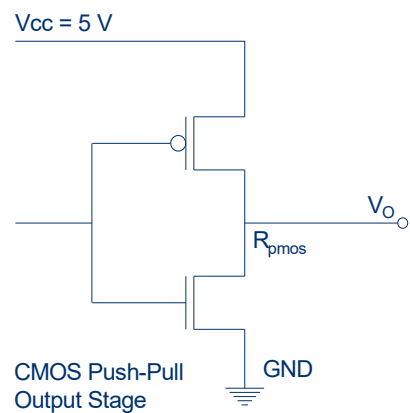 Vcc = 5 V
VO
Rpmos
GND
CMOS Push-Pull
Output Stage